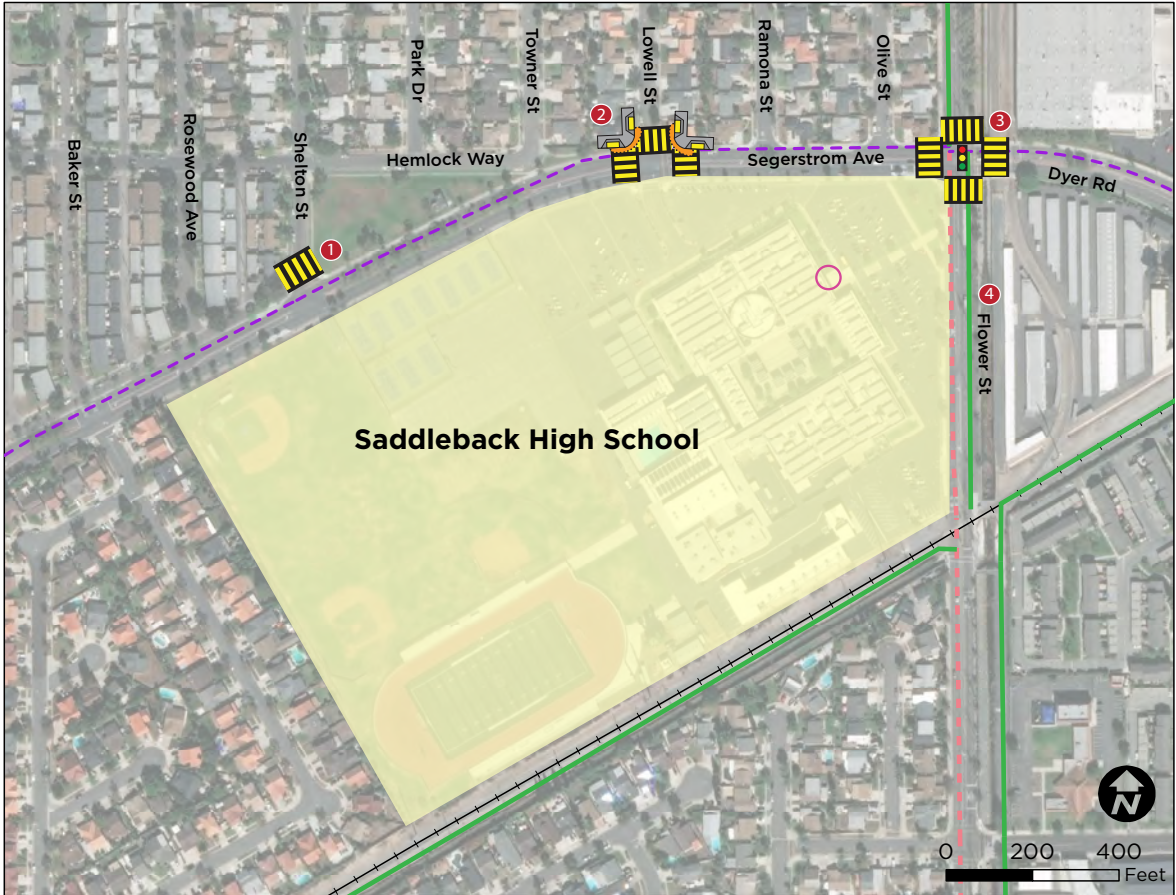 Baker St
Rosewood Ave
Shelton St
Park Dr
Towner St
Lowell St
Ramona St
Olive St
Hemlock Way
Segerstrom Ave
Dyer Rd
Flower St
1
2
3
4
Saddleback High School
N
0 200 400
Feet